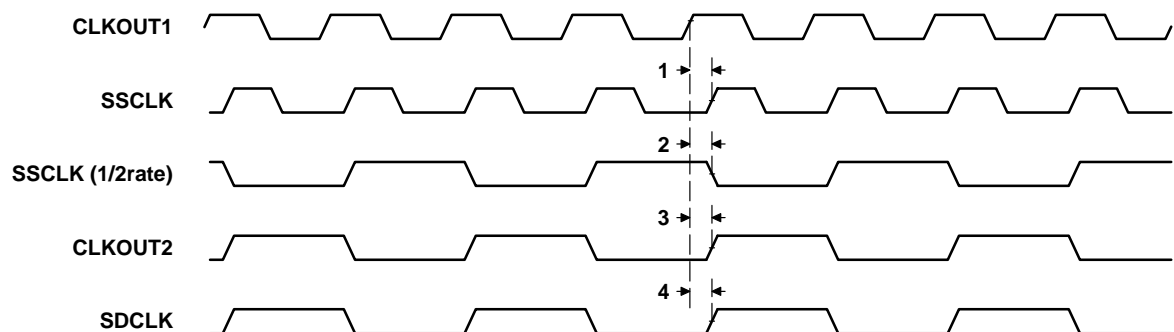 CLKOUT1
1
SSCLK
2
SSCLK (1/2rate)
3
CLKOUT2
4
SDCLK